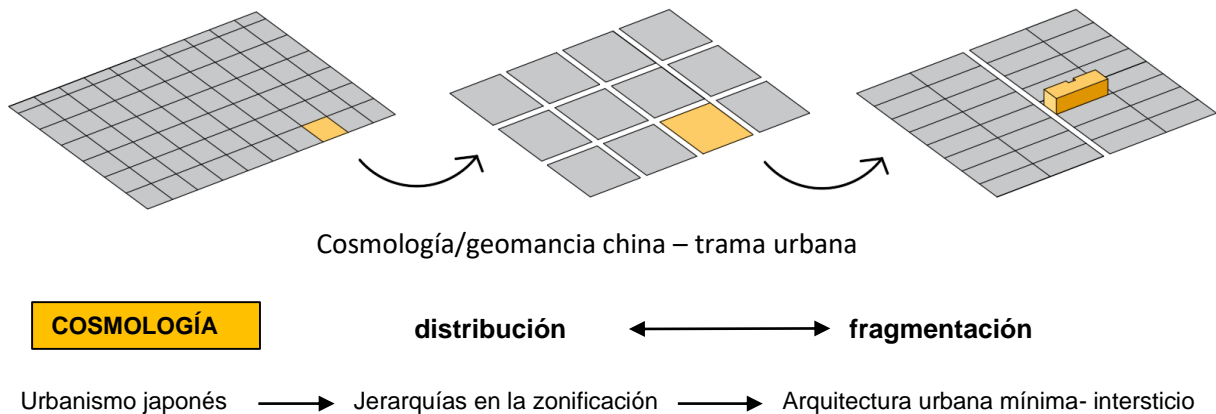 Cosmología/geomancia china – trama urbana
COSMOLOGÍA distribución fragmentación
Urbanismo japonés Jerarquías en la zonificación Arquitectura urbana mínima- intersticio